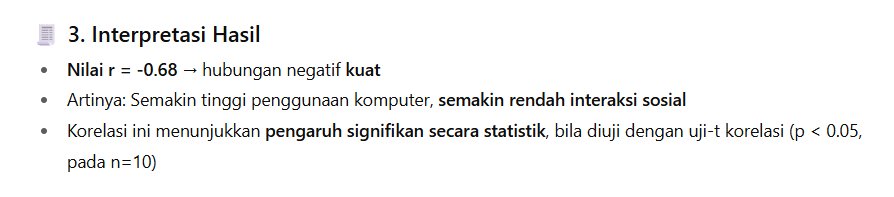 3. Interpretasi Hasil
• Nilai r = -0.68 → hubungan negatif kuat
• Artinya: Semakin tinggi penggunaan komputer, semakin rendah interaksi sosial
• Korelasi ini menunjukkan pengaruh signifikan secara statistik, bila diuji dengan uji-t korelasi (p < 0.05,
pada n=10)